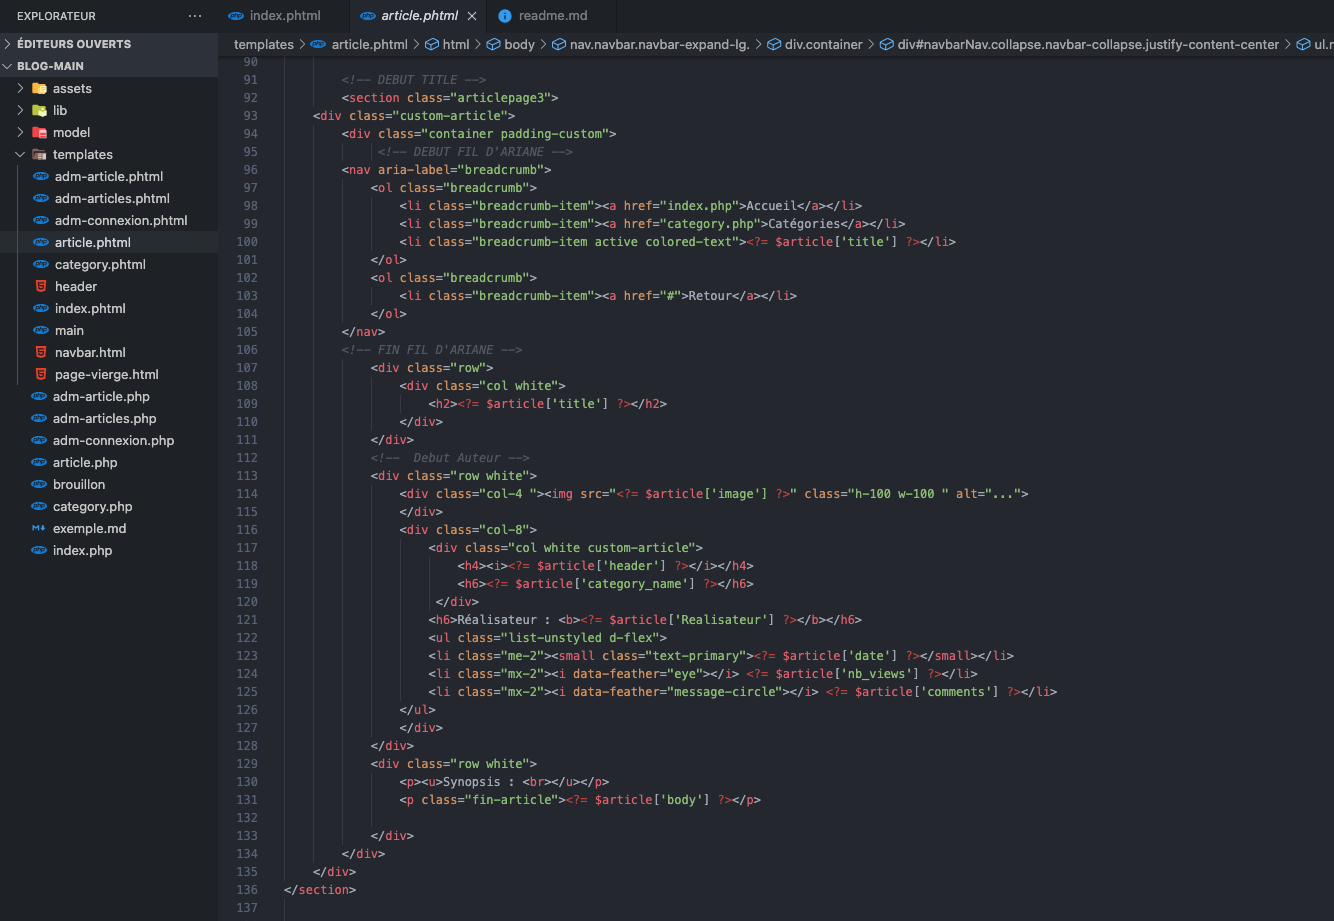 EXPLORATEUR ···
ÉDITEURS OUVERTS
BLOG-MAIN
assets
lib
model
templates
adm-article.phtml
adm-articles.phtml
adm-connexion.phtml
article.phtml
category.phtml
header
index.phtml
main
navbar.html
page-vierge.html
adm-article.php
adm-articles.php
adm-connexion.php
article.php
brouillon
category.php
exemple.md
index.php
index.phtml article.phtml × readme.md
templates > article.phtml > html > body > nav.navbar.navbar-expand-lg. > div.container > div#navbarNav.collapse.navbar-collapse.justify-content-center > ul.n
90
91 <!-- DEBUT TITLE -->
92 <section class="articlepage3">
93 <div class="custom-article">
94 <div class="container padding-custom">
95 <!-- DEBUT FIL D'ARIANE -->
96 <nav aria-label="breadcrumb">
97 <ol class="breadcrumb">
98 <li class="breadcrumb-item"><a href="index.php">Accueil</a></li>
99 <li class="breadcrumb-item"><a href="category.php">Catégories</a></li>
100 <li class="breadcrumb-item active colored-text"><?= $article['title'] ?></li>
101 </ol>
102 <ol class="breadcrumb">
103 <li class="breadcrumb-item"><a href="#">Retour</a></li>
104 </ol>
105 </nav>
106 <!-- FIN FIL D'ARIANE -->
107 <div class="row">
108 <div class="col white">
109 <h2><?= $article['title'] ?></h2>
110 </div>
111 </div>
112 <!--  Debut Auteur -->
113 <div class="row white">
114 <div class="col-4 "><img src="<?= $article['image'] ?>" class="h-100 w-100 " alt="...">
115 </div>
116 <div class="col-8">
117 <div class="col white custom-article">
118 <h4><i><?= $article['header'] ?></i></h4>
119 <h6><?= $article['category_name'] ?></h6>
120 </div>
121 <h6>Réalisateur : <b><?= $article['Realisateur'] ?></b></h6>
122 <ul class="list-unstyled d-flex">
123 <li class="me-2"><small class="text-primary"><?= $article['date'] ?></small></li>
124 <li class="mx-2"><i data-feather="eye"></i> <?= $article['nb_views'] ?></li>
125 <li class="mx-2"><i data-feather="message-circle"></i> <?= $article['comments'] ?></li>
126 </ul>
127 </div>
128 </div>
129 <div class="row white">
130 <p><u>Synopsis : <br></u></p>
131 <p class="fin-article"><?= $article['body'] ?></p>
132
133 </div>
134 </div>
135 </div>
136 </section>
137